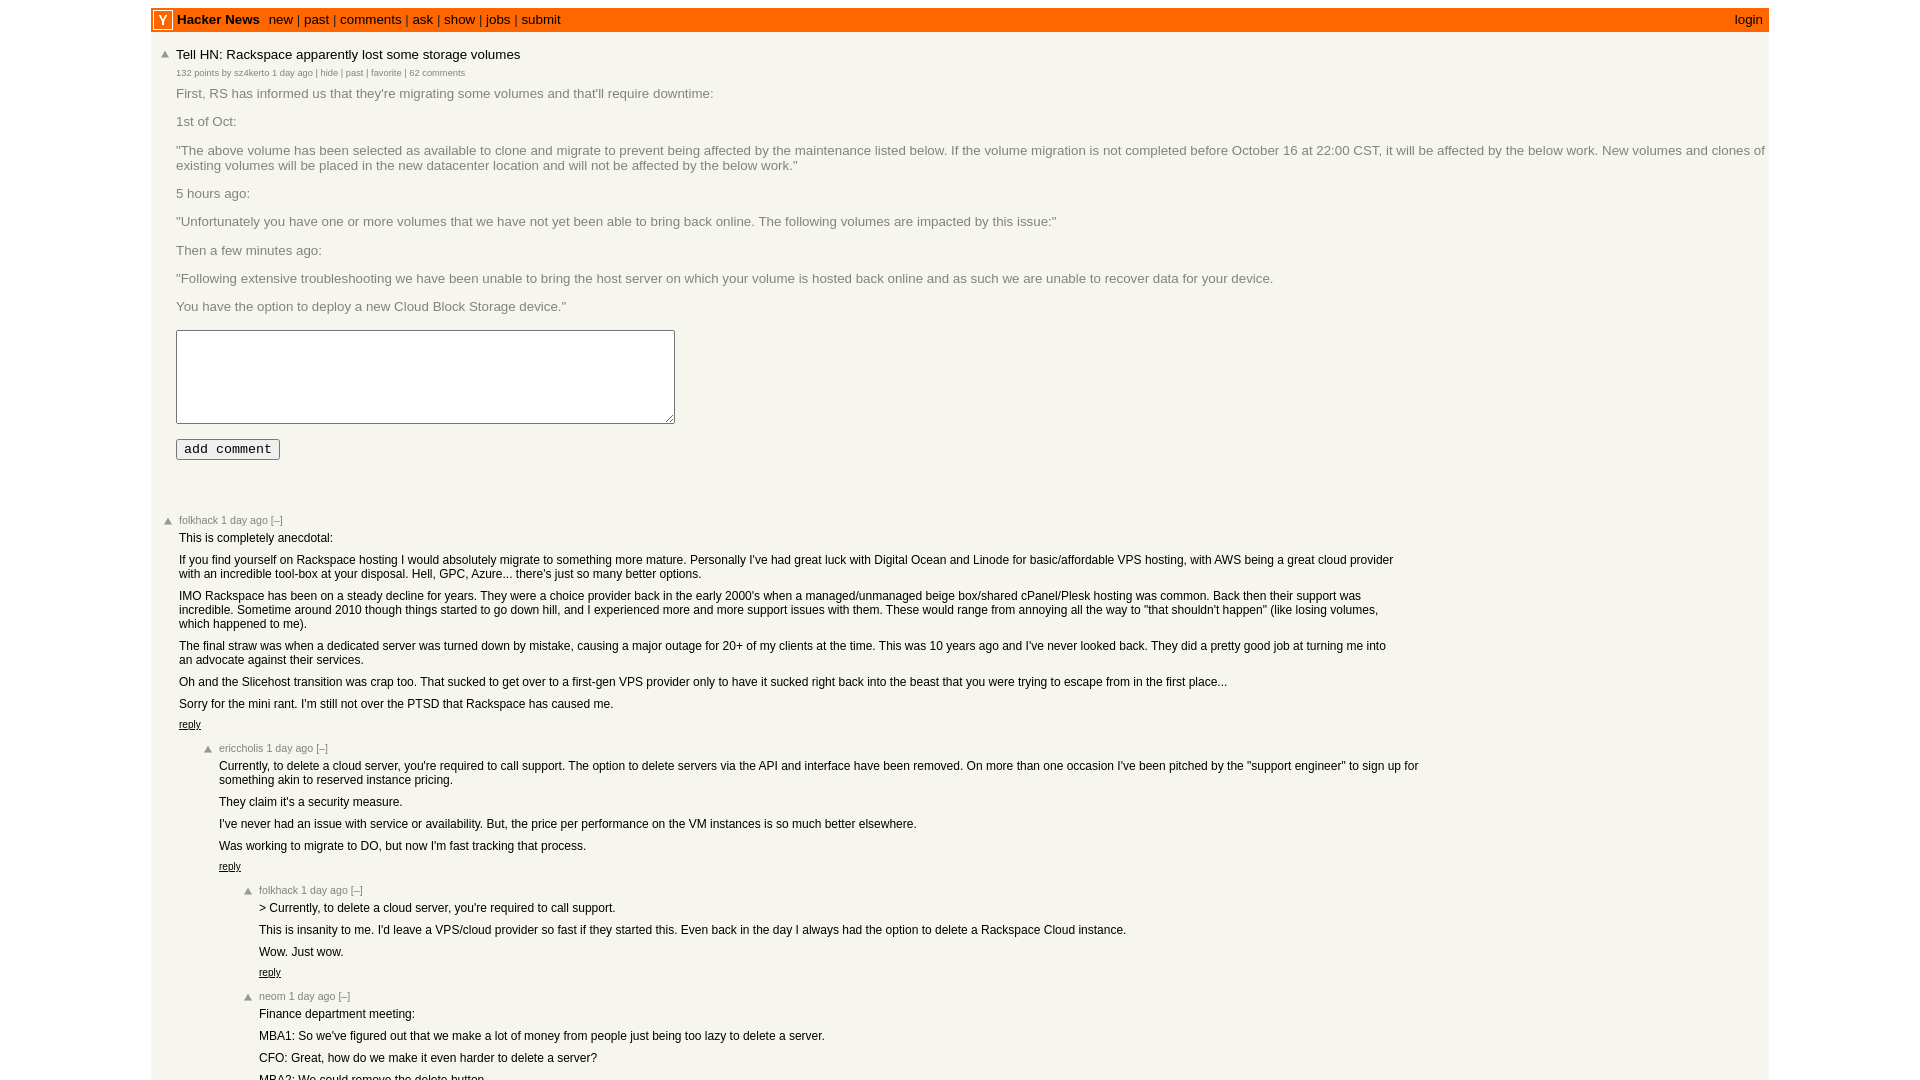 Y Hacker News new | past | comments | ask | show | jobs | submit login
Tell HN: Rackspace apparently lost some storage volumes
132 points by sz4kerto 1 day ago | hide | past | favorite | 62 comments
First, RS has informed us that they're migrating some volumes and that'll require downtime:
1st of Oct:
"The above volume has been selected as available to clone and migrate to prevent being affected by the maintenance listed below. If the volume migration is not completed before October 16 at 22:00 CST, it will be affected by the below work. New volumes and clones of
existing volumes will be placed in the new datacenter location and will not be affected by the below work."
5 hours ago:
"Unfortunately you have one or more volumes that we have not yet been able to bring back online. The following volumes are impacted by this issue:"
Then a few minutes ago:
"Following extensive troubleshooting we have been unable to bring the host server on which your volume is hosted back online and as such we are unable to recover data for your device.
You have the option to deploy a new Cloud Block Storage device."
add comment
folkhack 1 day ago [–]
This is completely anecdotal:
If you find yourself on Rackspace hosting I would absolutely migrate to something more mature. Personally I've had great luck with Digital Ocean and Linode for basic/affordable VPS hosting, with AWS being a great cloud provider
with an incredible tool-box at your disposal. Hell, GPC, Azure... there's just so many better options.
IMO Rackspace has been on a steady decline for years. They were a choice provider back in the early 2000's when a managed/unmanaged beige box/shared cPanel/Plesk hosting was common. Back then their support was
incredible. Sometime around 2010 though things started to go down hill, and I experienced more and more support issues with them. These would range from annoying all the way to "that shouldn't happen" (like losing volumes,
which happened to me).
The final straw was when a dedicated server was turned down by mistake, causing a major outage for 20+ of my clients at the time. This was 10 years ago and I've never looked back. They did a pretty good job at turning me into
an advocate against their services.
Oh and the Slicehost transition was crap too. That sucked to get over to a first-gen VPS provider only to have it sucked right back into the beast that you were trying to escape from in the first place...
Sorry for the mini rant. I'm still not over the PTSD that Rackspace has caused me.
reply
ericcholis 1 day ago [–]
Currently, to delete a cloud server, you're required to call support. The option to delete servers via the API and interface have been removed. On more than one occasion I've been pitched by the "support engineer" to sign up for
something akin to reserved instance pricing.
They claim it's a security measure.
I've never had an issue with service or availability. But, the price per performance on the VM instances is so much better elsewhere.
Was working to migrate to DO, but now I'm fast tracking that process.
reply
folkhack 1 day ago [–]
> Currently, to delete a cloud server, you're required to call support.
This is insanity to me. I'd leave a VPS/cloud provider so fast if they started this. Even back in the day I always had the option to delete a Rackspace Cloud instance.
Wow. Just wow.
reply
neom 1 day ago [–]
Finance department meeting:
MBA1: So we've figured out that we make a lot of money from people just being too lazy to delete a server.
CFO: Great, how do we make it even harder to delete a server?
MBA2: We could remove the delete button.